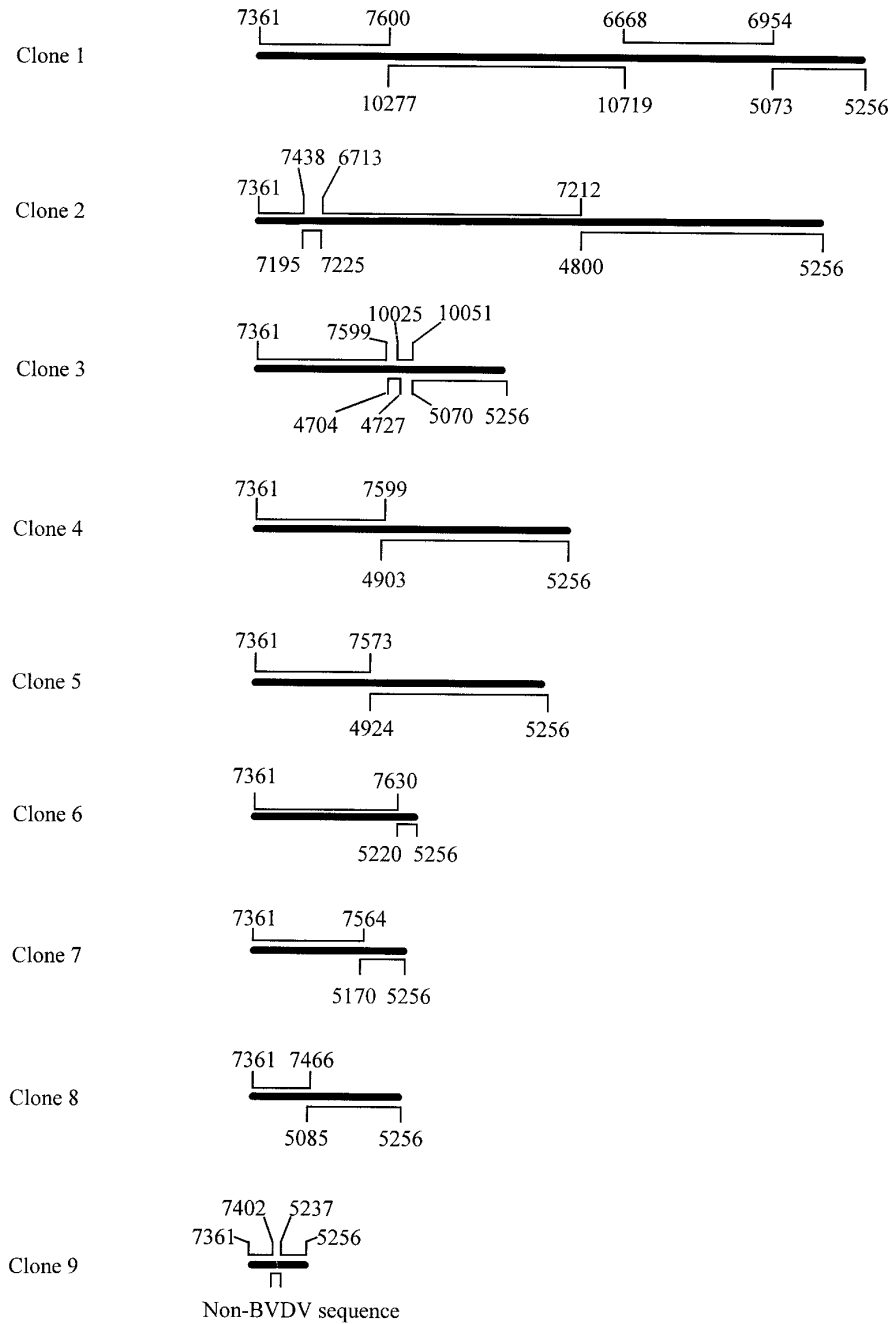 7361 7600 6668 6954
Clone 1
10277 10719 5073 5256
7438 6713
7361 7212
Clone 2
7195 7225 4800 5256
10025 10051
7361 7599
Clone 3
4704 4727 5070 5256
7361 7599
Clone 4
4903 5256
7361 7573
Clone 5
4924 5256
7361 7630
Clone 6
5220 5256
7361 7564
Clone 7
5170 5256
7361 7466
Clone 8
5085 5256
7402 5237
7361 5256
Clone 9
Non-BVDV sequence